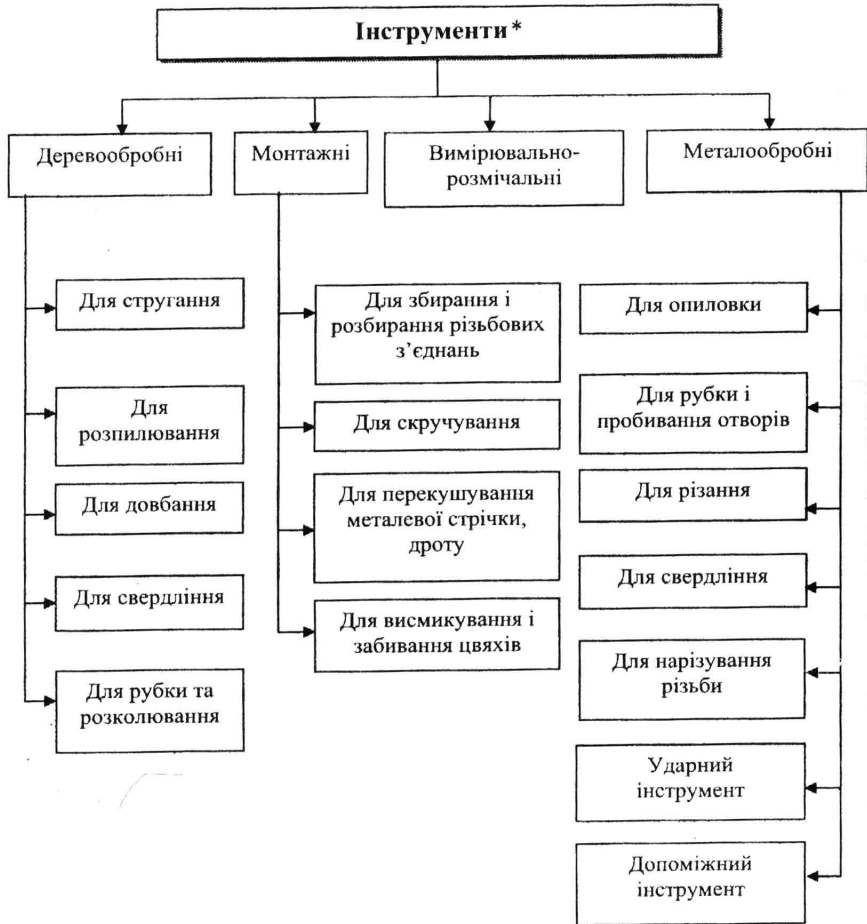 Інструменти*
Деревообробні
Монтажні
Вимірювально-
розмічальні
Металообробні
Для стругання
Для
розпилювання
Для довбання
Для свердління
Для рубки та
розколювання
Для збирання і
розбирання різьбових
з’єднань
Для скручування
Для перекушування
металевої стрічки,
дроту
Для висмикування і
забивання цвяхів
Для опиловки
Для рубки і
пробивання отворів
Для різання
Для свердління
Для нарізування
різьби
Ударний
інструмент
Допоміжний
інструмент